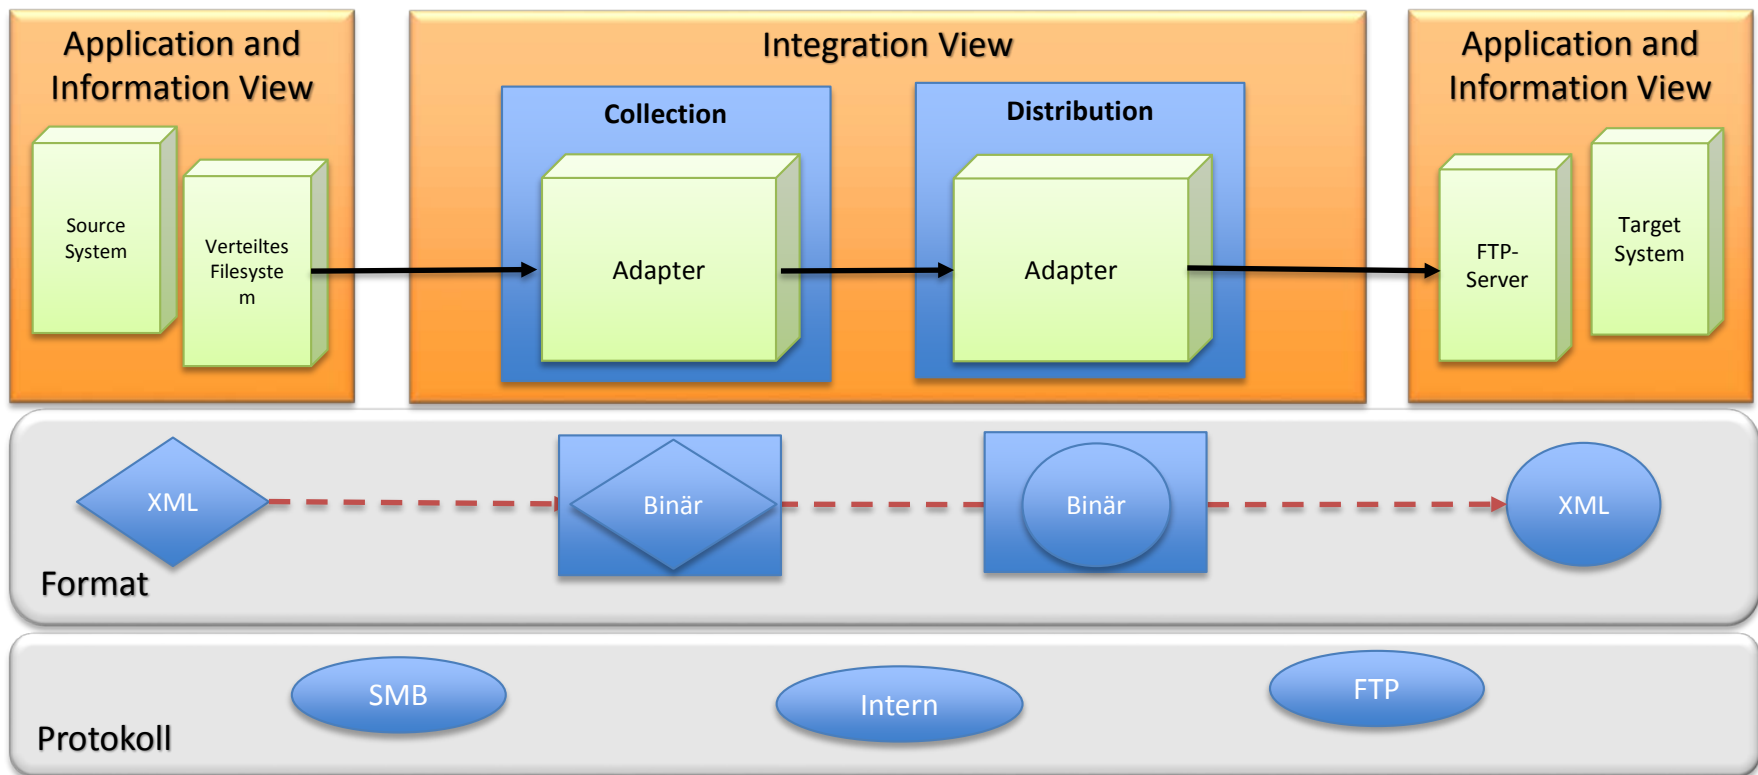 Application and
Information View
Source
System
Verteiltes
Filesyste
m
Integration View
Collection
Adapter
Distribution
Adapter
Application and
Information View
FTP-
Server
Target
System
XML
Binär
Binär
XML
Format
SMB
Intern
FTP
Protokoll